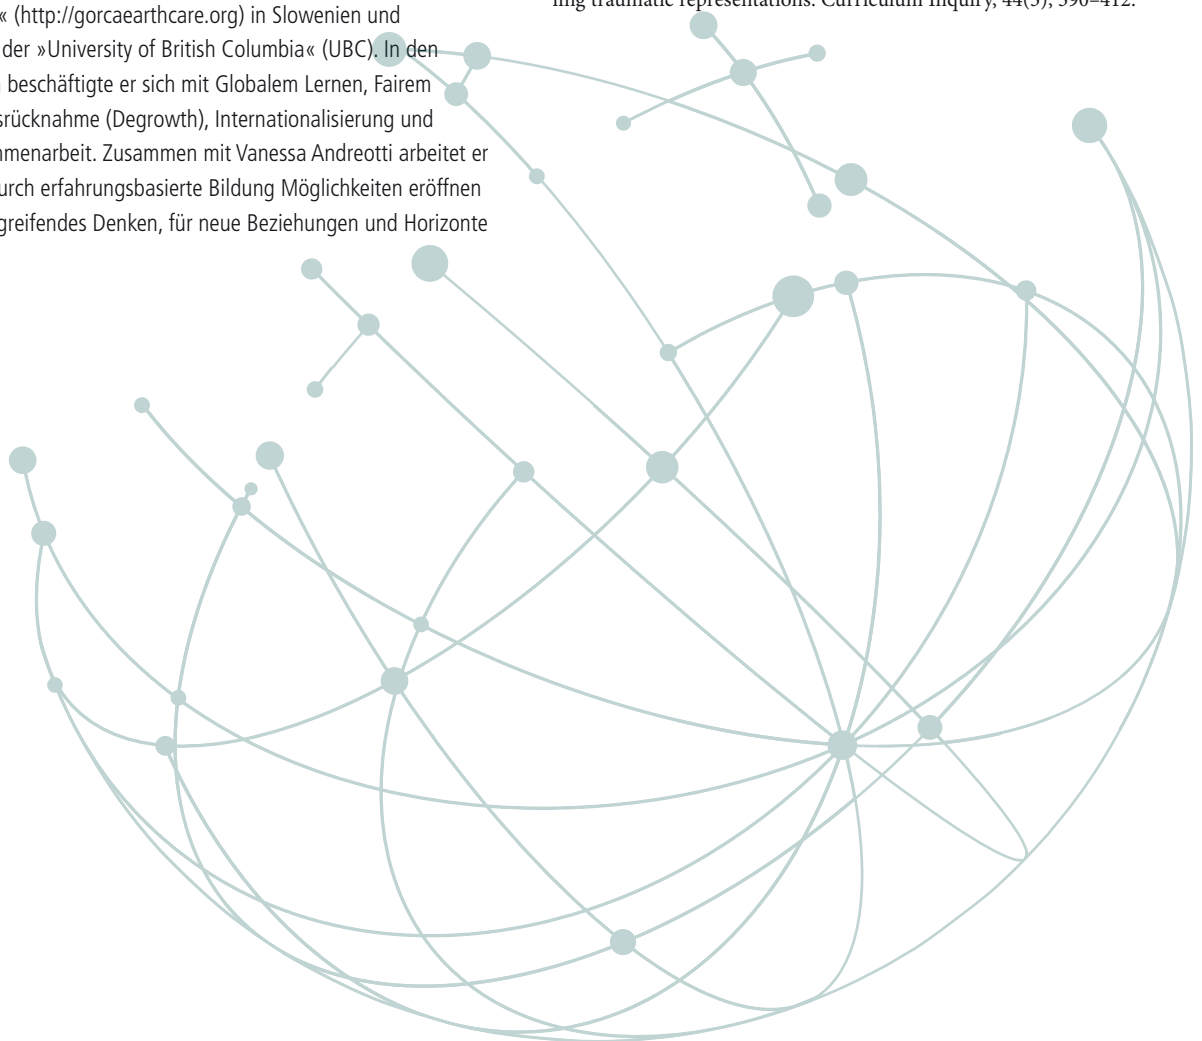 « (http://gorcaearthcare.org) in Slowenien und
der »University of British Columbia« (UBC). In den
beschäftigte er sich mit Globalem Lernen, Fairem
srücknahme (Degrowth), Internationalisierung und
mmenarbeit. Zusammen mit Vanessa Andreotti arbeitet er
urch erfahrungsbasierte Bildung Möglichkeiten eröffnen
greifendes Denken, für neue Beziehungen und Horizonte
ning traumatic representations. Curriculum Inquiry, 44(3), 390–412.